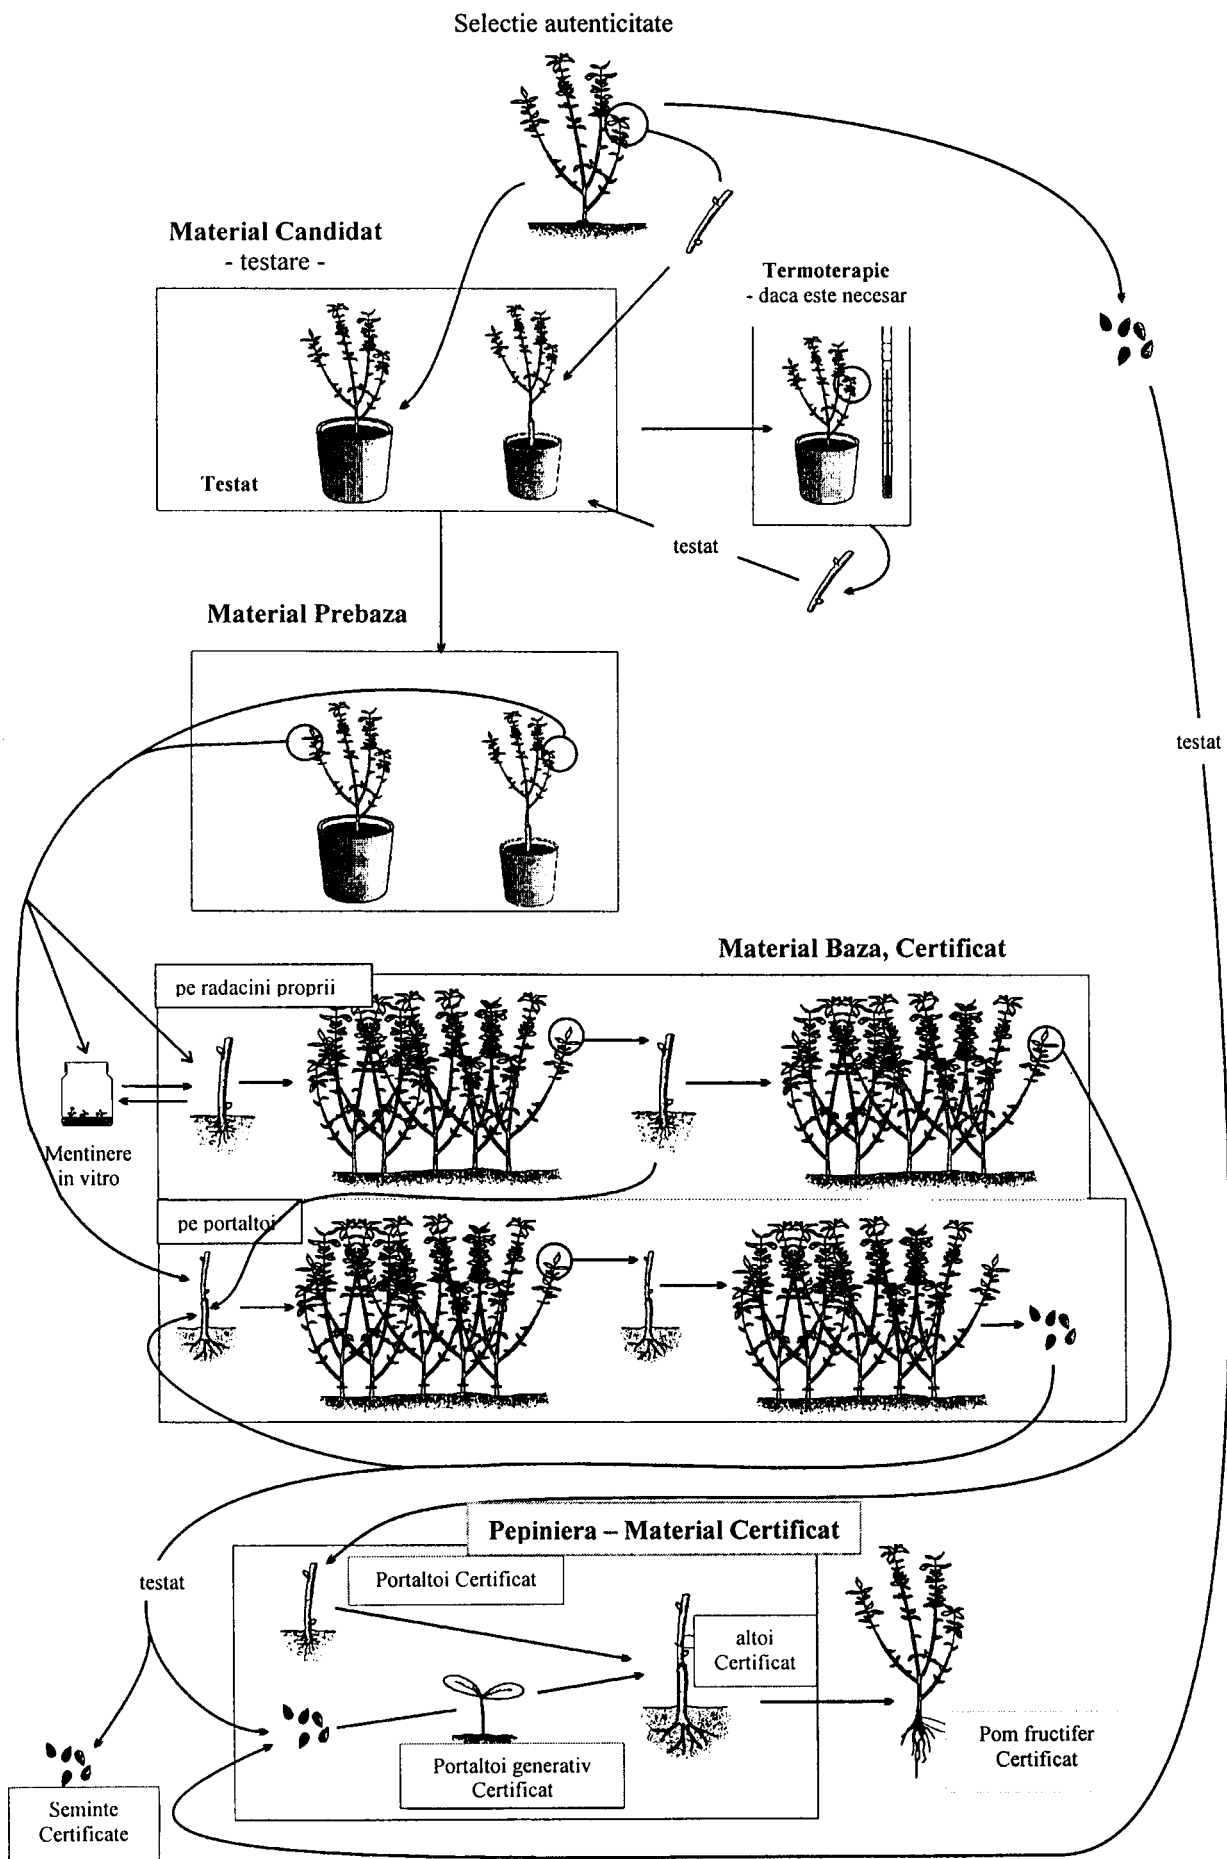 Selectie autenticitate
Material Candidat
- testare -
Termoterapie
- daca este necesar
Testat
testat
Material Prebaza
testat
Material Baza, Certificat
pe radacini proprii
Mentinere
in vitro
pe portaltoi
Pepiniera – Material Certificat
testat
Portaltoi Certificat
altoi
Certificat
Portaltoi generativ
Certificat
Pom fructifer
Certificat
Seminte
Certificate